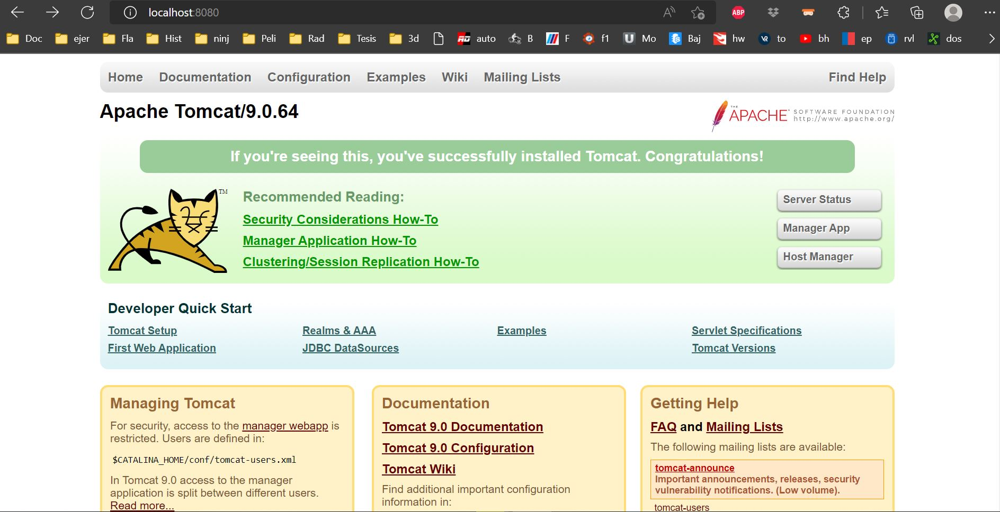 localhost:8080
ABP
Doc ejer Fla Hist ninj Peli Rad Tesis 3d auto B F f1 Mo Baj hw to bh ep rvl dos
Home Documentation Configuration Examples Wiki Mailing Lists Find Help
Apache Tomcat/9.0.64
THE APACHE® SOFTWARE FOUNDATION
http://www.apache.org/
If you're seeing this, you've successfully installed Tomcat. Congratulations!
TM
Recommended Reading:
Security Considerations How-To
Manager Application How-To
Clustering/Session Replication How-To
Server Status
Manager App
Host Manager
Developer Quick Start
Tomcat Setup
First Web Application
Realms & AAA
JDBC DataSources
Examples
Servlet Specifications
Tomcat Versions
Managing Tomcat
For security, access to the manager webapp is
restricted. Users are defined in:
$CATALINA_HOME/conf/tomcat-users.xml
In Tomcat 9.0 access to the manager
application is split between different users.
Read more...
Documentation
Tomcat 9.0 Documentation
Tomcat 9.0 Configuration
Tomcat Wiki
Find additional important configuration
information in:
Getting Help
FAQ and Mailing Lists
The following mailing lists are available:
tomcat-announce
Important announcements, releases, security
vulnerability notifications. (Low volume).
tomcat-users